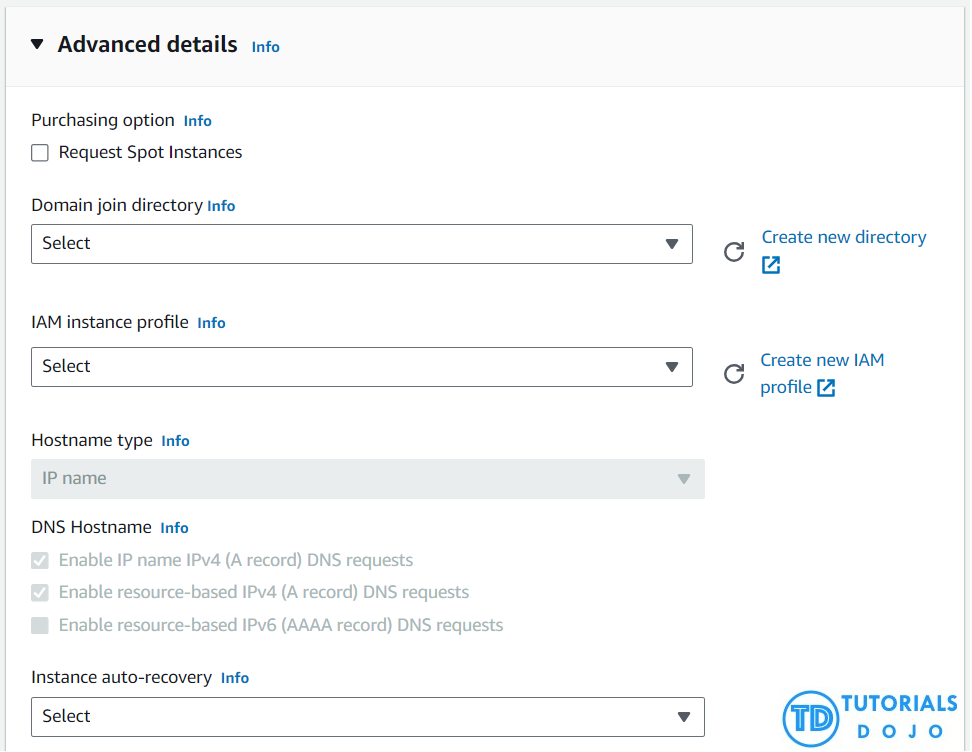 Advanced details Info
Purchasing option Info
Request Spot Instances
Domain join directory Info
Select
Create new directory
IAM instance profile Info
Select
Create new IAM
profile
Hostname type Info
IP name
DNS Hostname Info
Enable IP name IPv4 (A record) DNS requests
Enable resource-based IPv4 (A record) DNS requests
Enable resource-based IPv6 (AAAA record) DNS requests
Instance auto-recovery Info
Select
TD TUTORIALS
DOJO